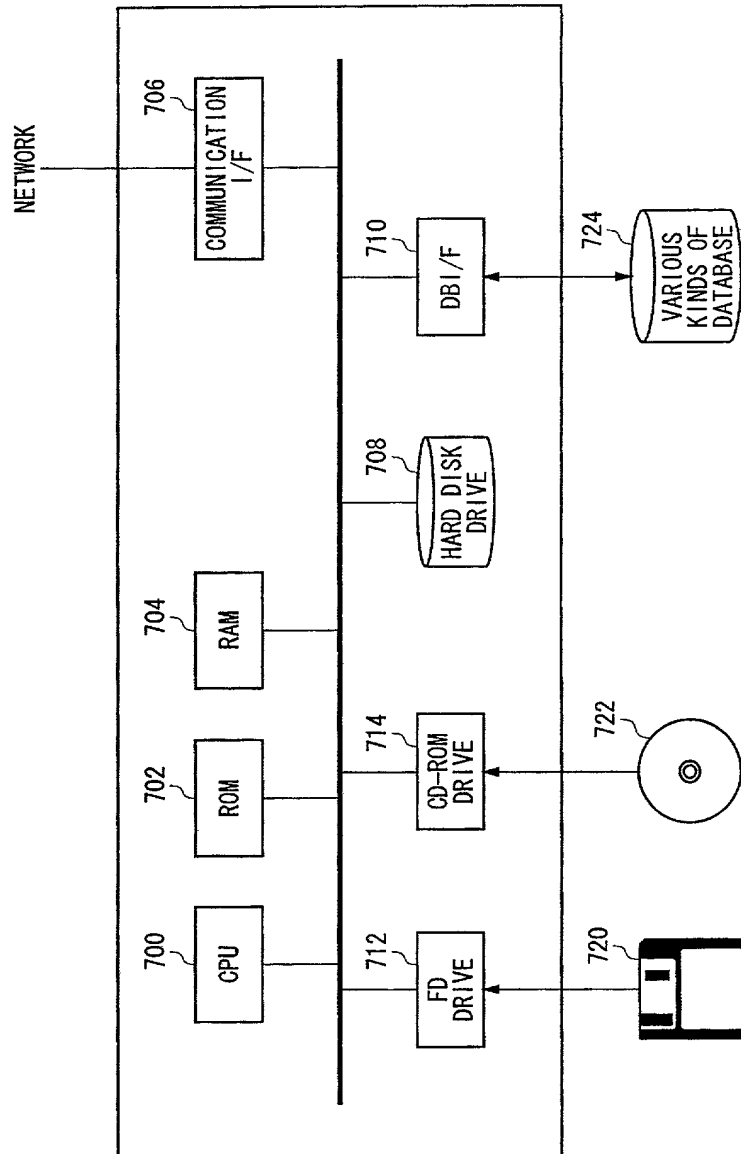 NETWORK
700
CPU
702
ROM
704
RAM
706
COMMUNICATION
I/F
712
FD
DRIVE
714
CD-ROM
DRIVE
708
HARD DISK
DRIVE
710
DBI/F
720
722
724
VARIOUS
KINDS OF
DATABASE